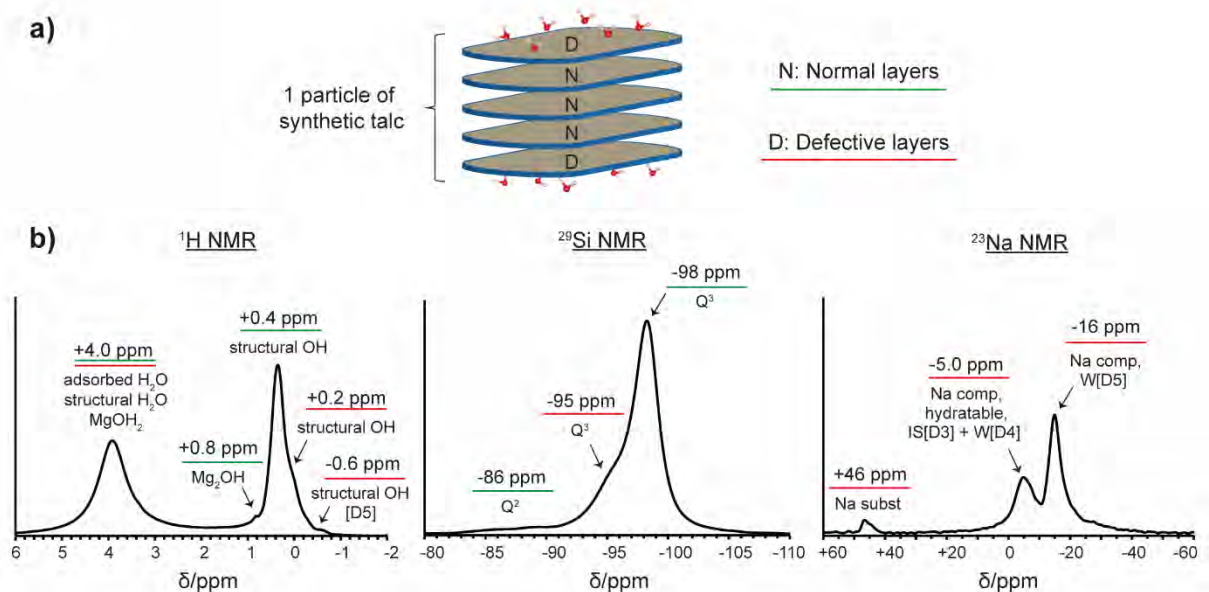 a)
1 particle of
synthetic talc
D
N
N
N
D
N: Normal layers
D: Defective layers
b)
¹H NMR
+4.0 ppm
adsorbed H₂O
structural H₂O
MgOH₂
+0.8 ppm
Mg₂OH
+0.4 ppm
structural OH
+0.2 ppm
structural OH
-0.6 ppm
structural OH
[D5]
6 5 4 3 2 1 0 -1 -2
δ/ppm
²⁹Si NMR
-98 ppm
Q³
-95 ppm
Q³
-86 ppm
Q²
-80 -85 -90 -95 -100 -105 -110
δ/ppm
²³Na NMR
-16 ppm
Na comp,
W[D5]
-5.0 ppm
Na comp,
hydratable,
IS[D3] + W[D4]
+46 ppm
Na subst
+60 +40 +20 0 -20 -40 -60
δ/ppm